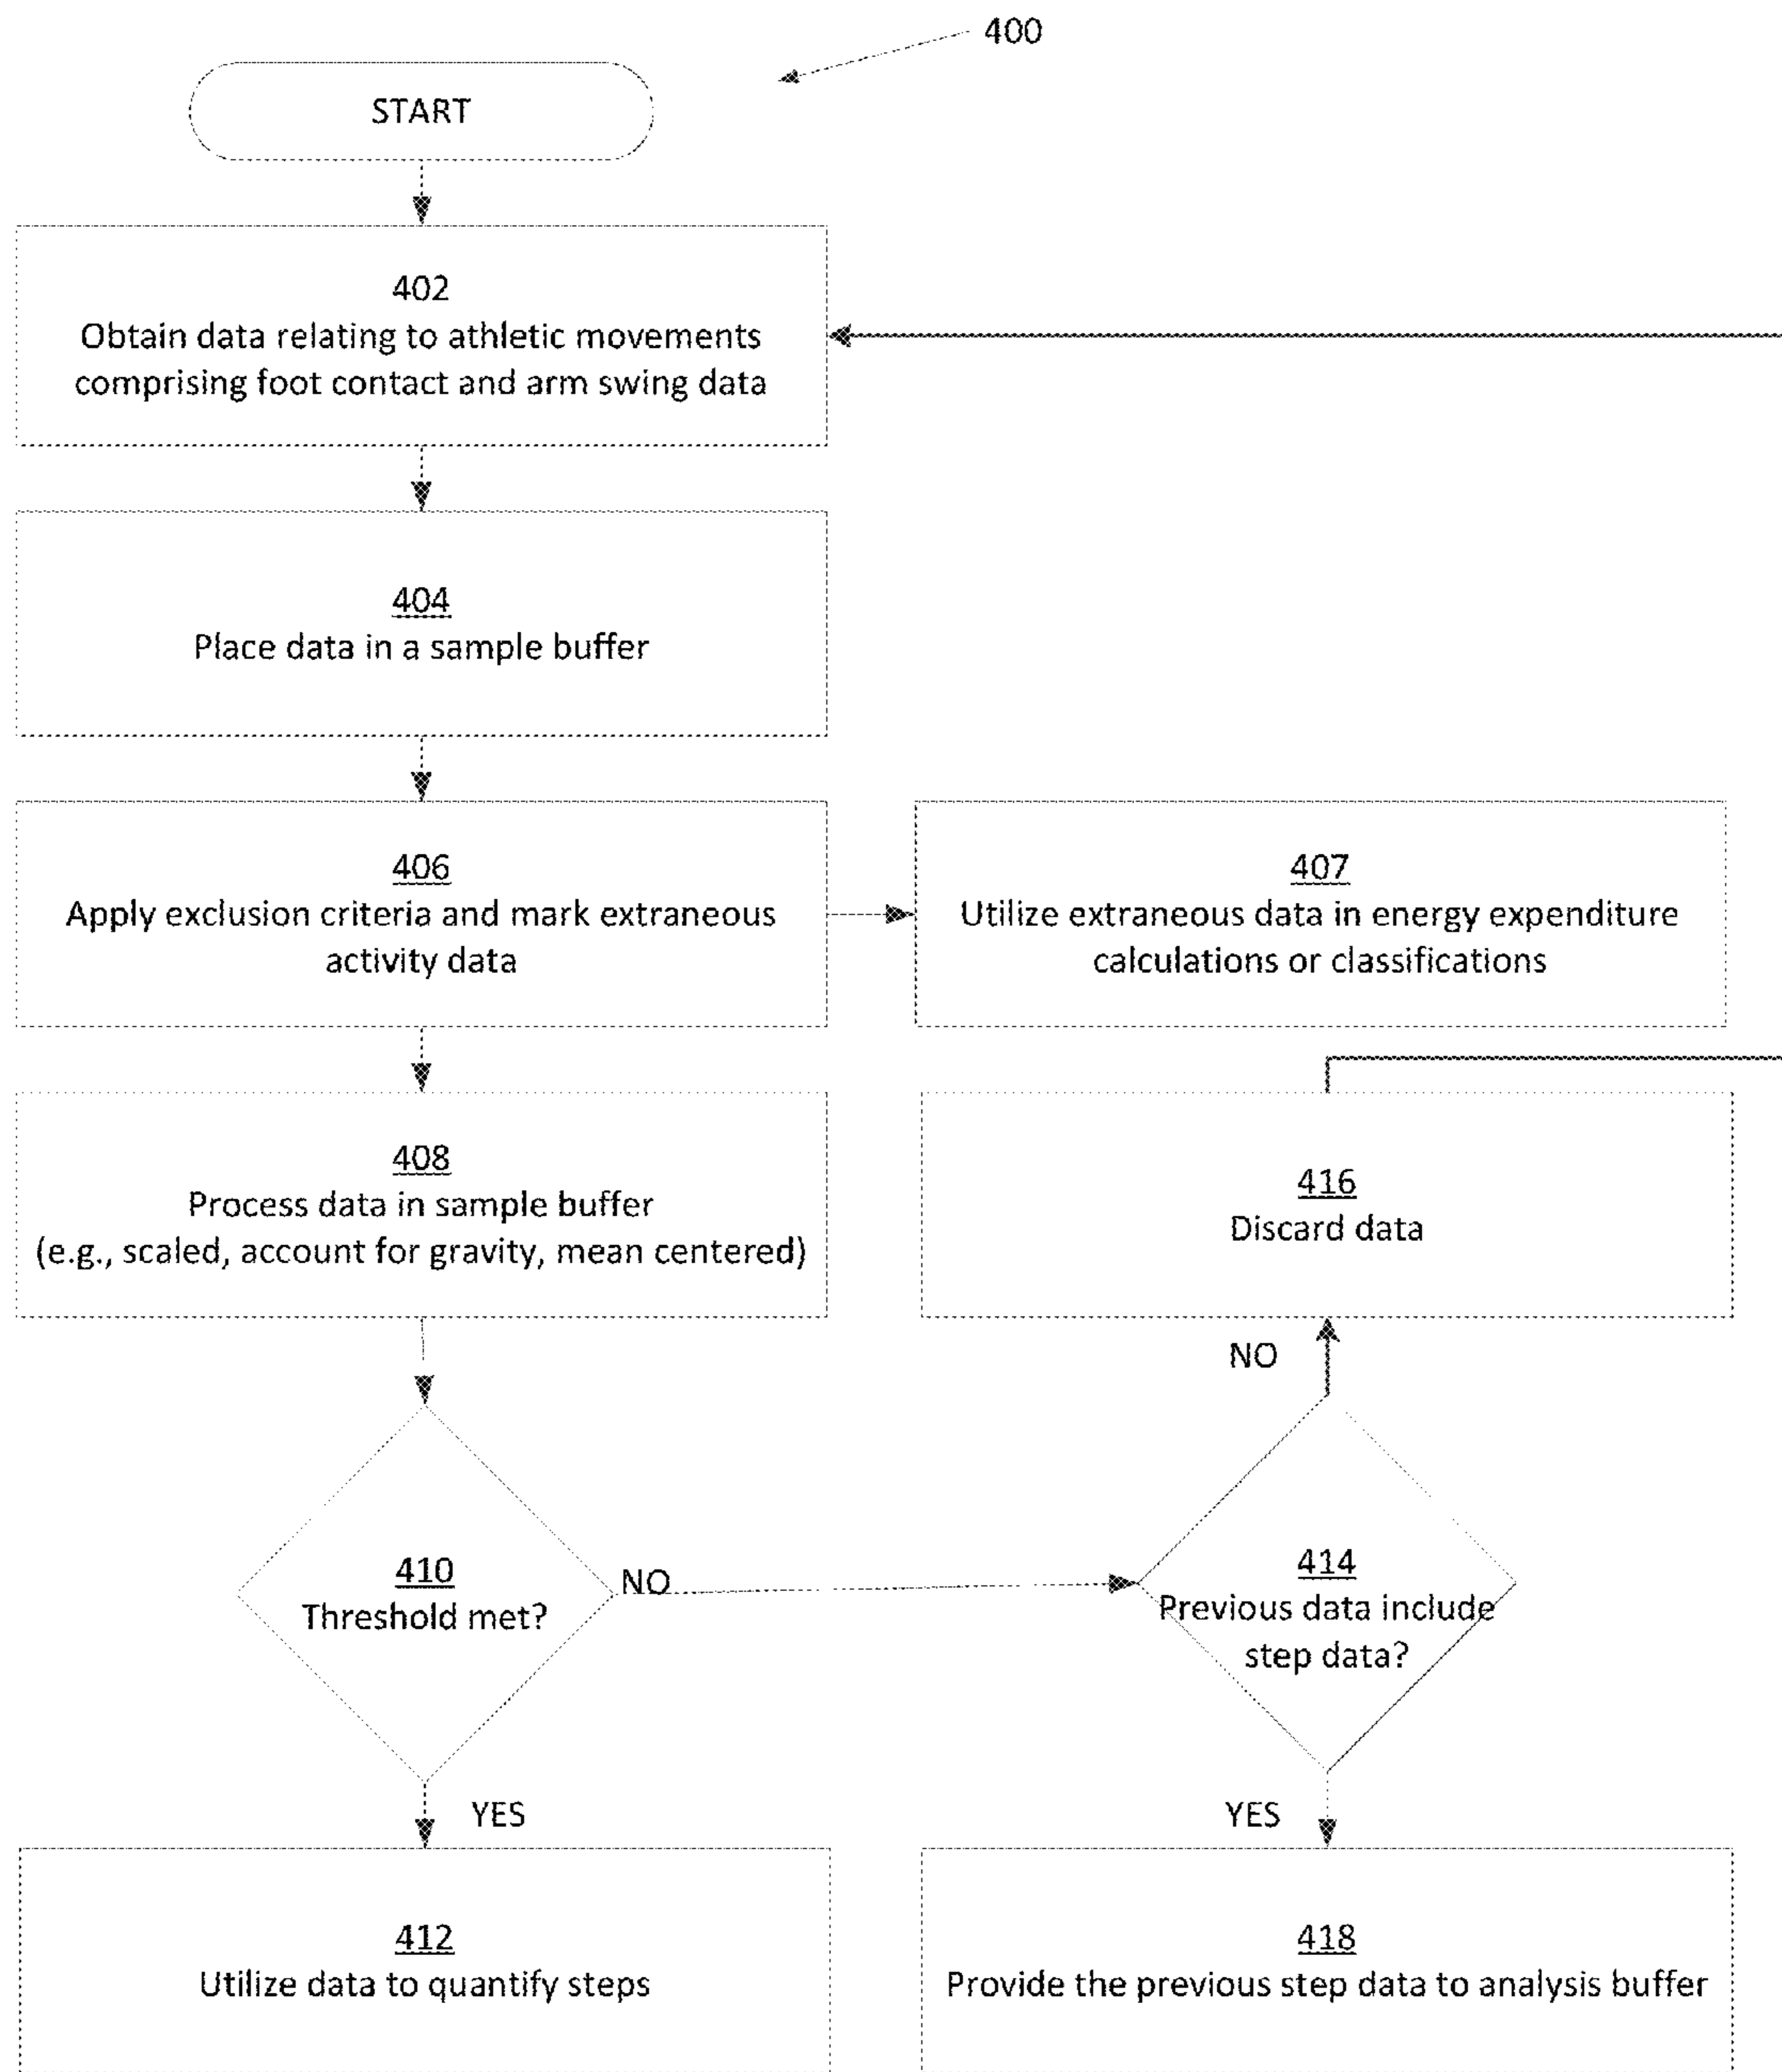 400
START
402
Obtain data relating to athletic movements
comprising foot contact and arm swing data
404
Place data in a sample buffer
406
Apply exclusion criteria and mark extraneous
activity data
407
Utilize extraneous data in energy expenditure
calculations or classifications
408
Process data in sample buffer
(e.g., scaled, account for gravity, mean centered)
416
Discard data
NO
410
Threshold met?
NO
414
Previous data include
step data?
YES
YES
412
Utilize data to quantify steps
418
Provide the previous step data to analysis buffer